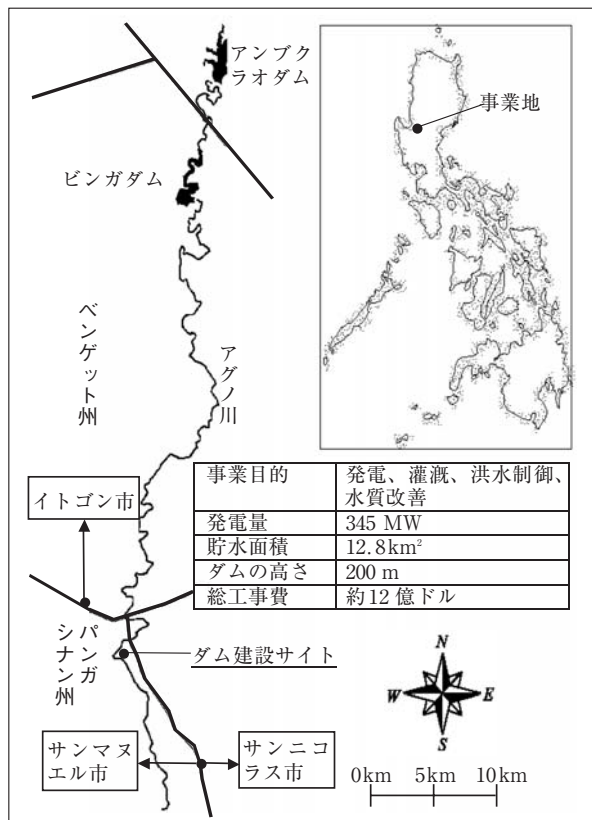 アンブク
ラオダム
事業地
ビンガダム
ベンゲット州
アグノ川
事業目的 発電、灌漑、洪水制御、
水質改善
発電量 345 MW
貯水面積 12.8km²
ダムの高さ 200 m
総工事費 約12億ドル
イトゴン市
パンガ
シナン州
ダム建設サイト
N
W E
S
サンマヌ
エル市
サンニコ
ラス市
0km 5km 10km